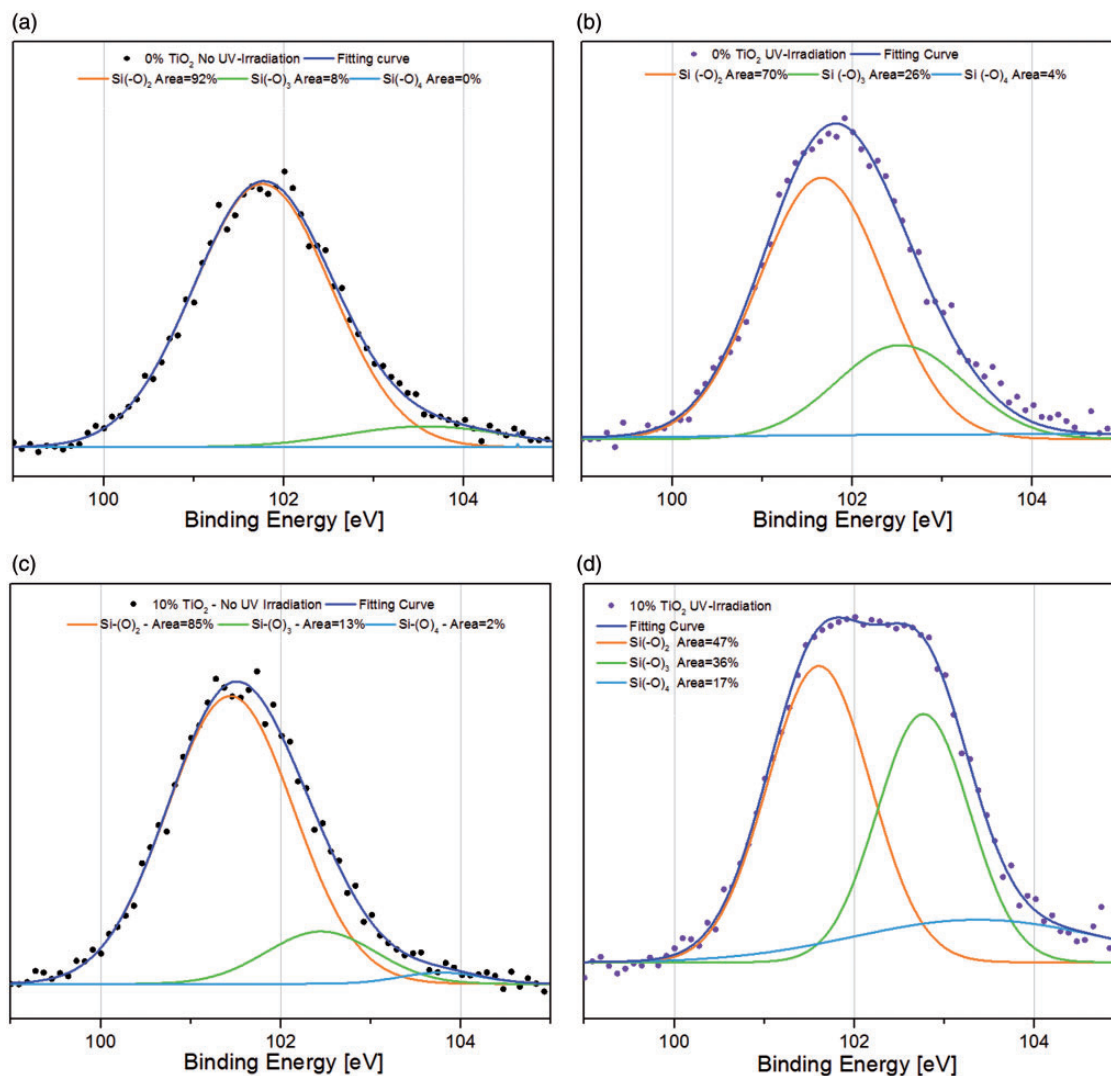 (a)
0% TiO2 No UV-Irradiation Fitting curve
Si(-O)2 Area=92% Si(-O)3 Area=8% Si(-O)4 Area=0%
100 102 104
Binding Energy [eV]
(b)
0% TiO2 UV-Irradiation Fitting Curve
Si (-O)2 Area=70% Si (-O)3 Area=26% Si (-O)4 Area=4%
100 102 104
Binding Energy [eV]
(c)
10% TiO2 - No UV Irradiation Fitting Curve
Si-(O)2 - Area=85% Si-(O)3 - Area=13% Si-(O)4 - Area=2%
100 102 104
Binding Energy [eV]
(d)
10% TiO2 UV-Irradiation
Fitting Curve
Si(-O)2 Area=47%
Si(-O)3 Area=36%
Si(-O)4 Area=17%
100 102 104
Binding Energy [eV]